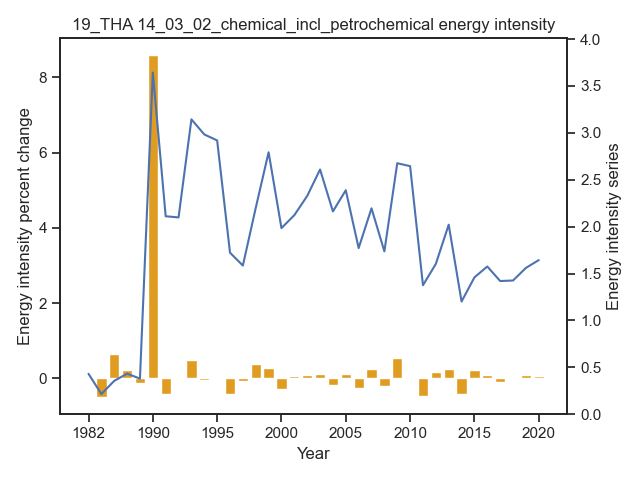 19_THA 14_03_02_chemical_incl_petrochemical energy intensity
Energy intensity percent change
8
6
4
2
0
4.0
3.5
3.0
2.5
2.0
1.5
1.0
0.5
0.0
Energy intensity series
1982 1990 1995 2000 2005 2010 2015 2020
Year